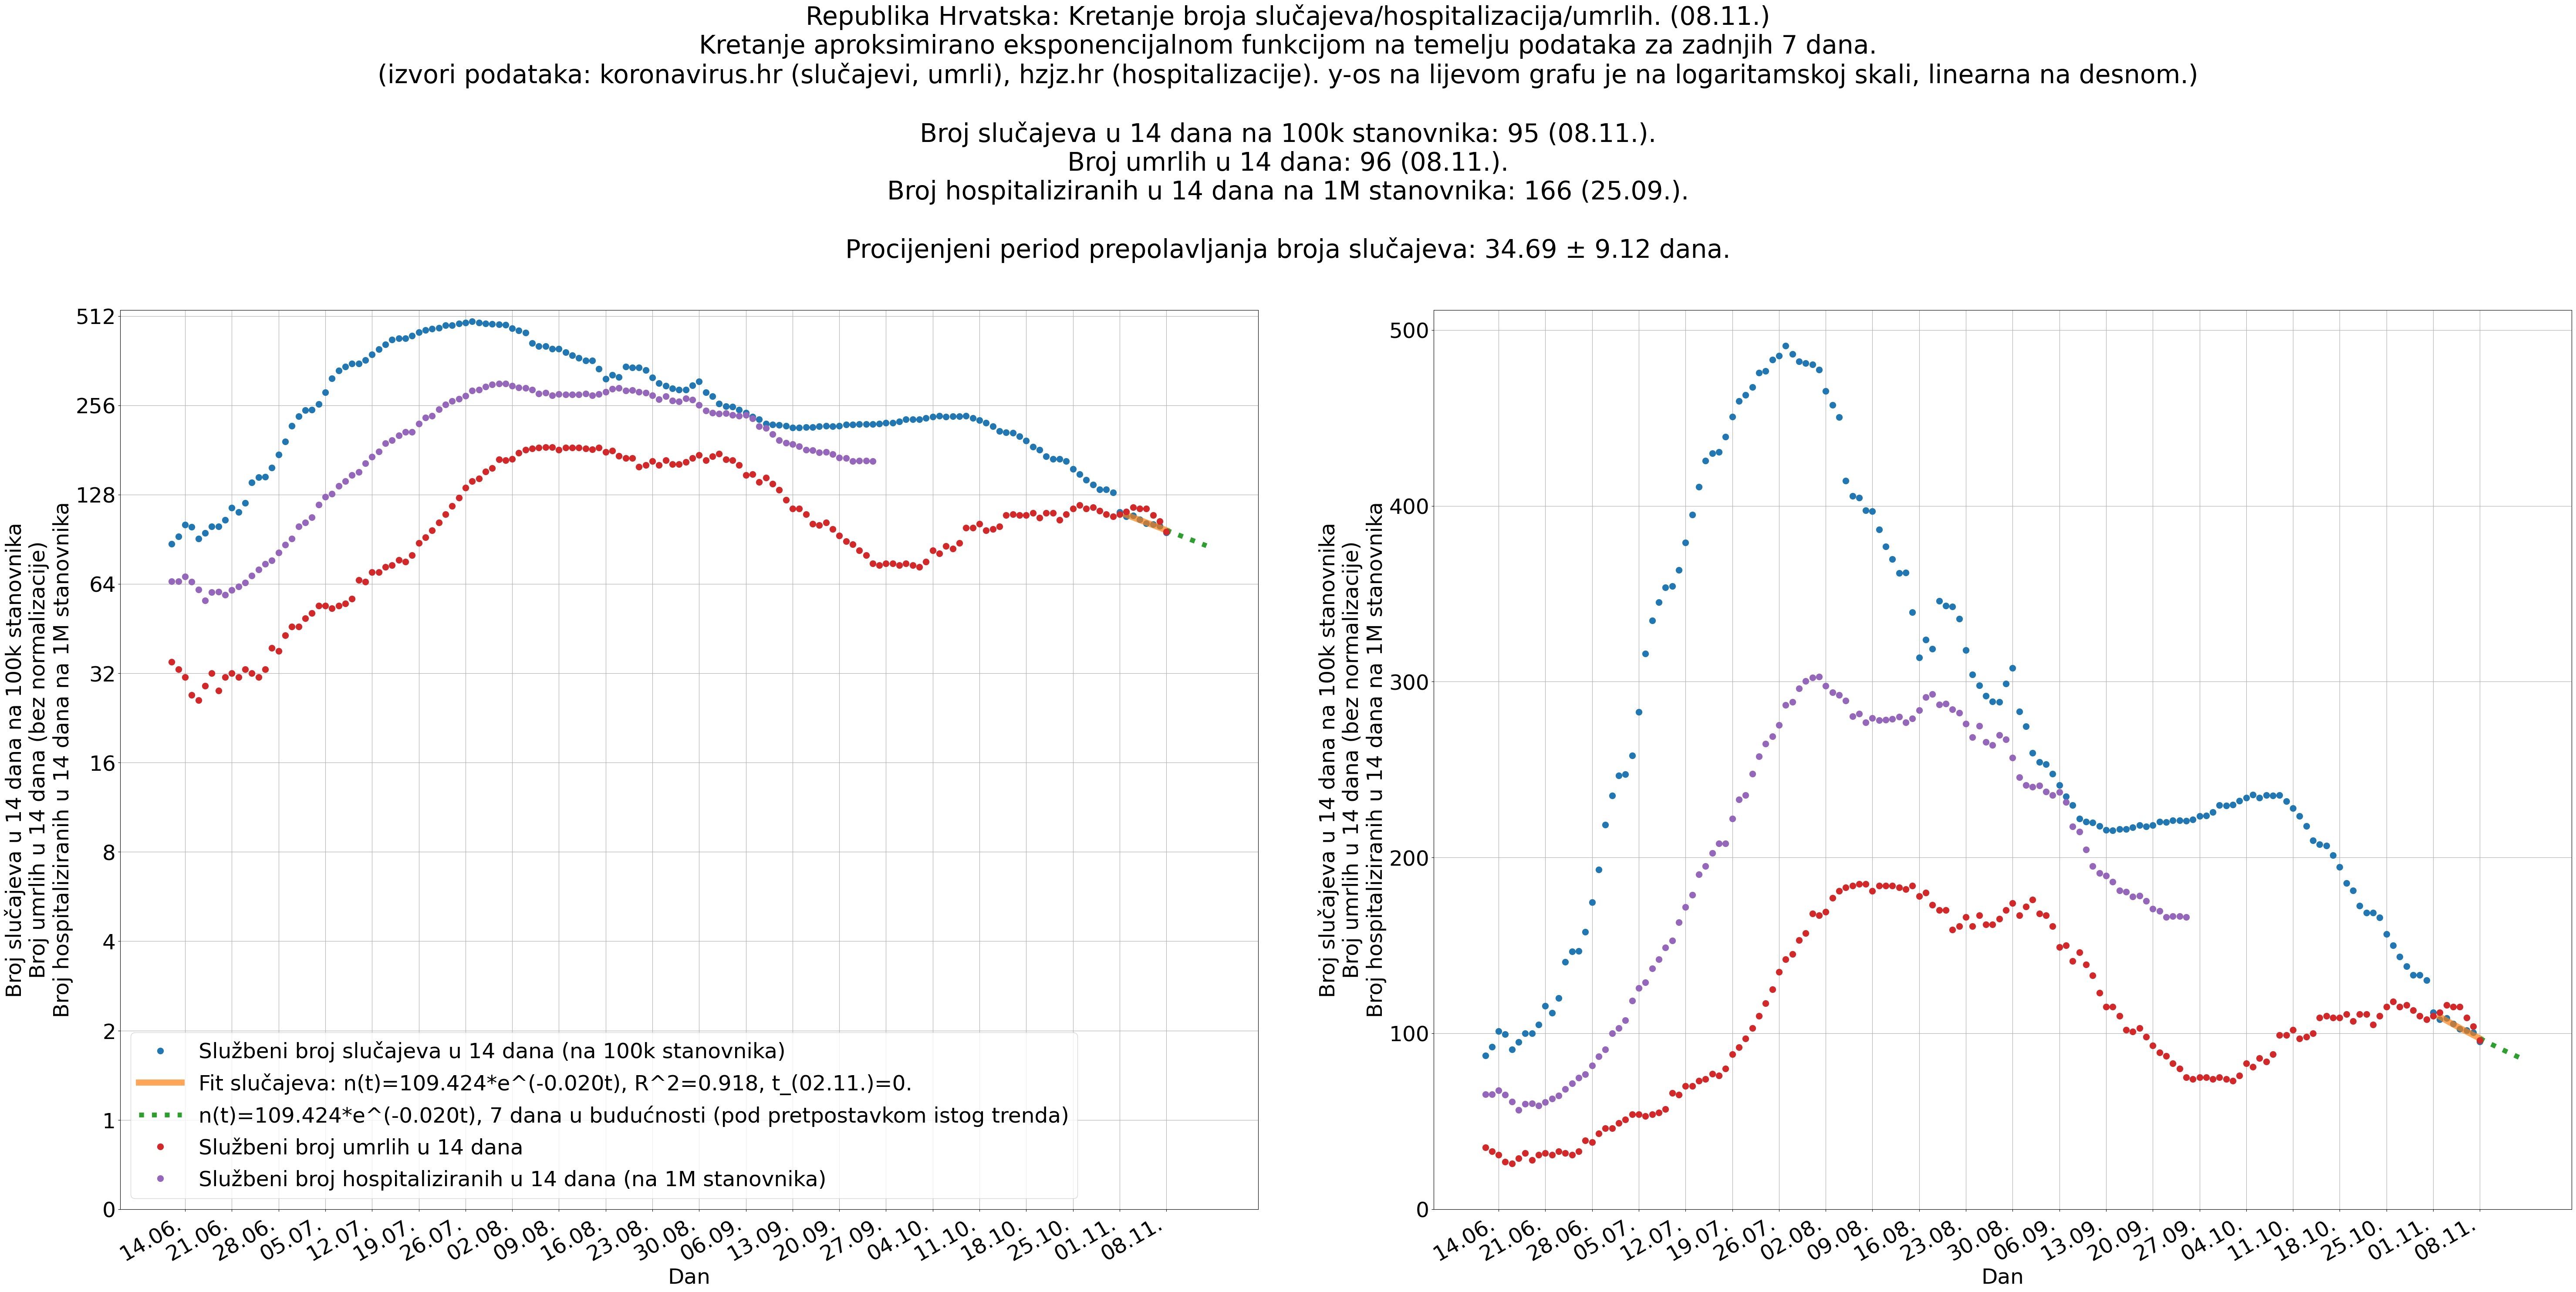 Republika Hrvatska: Kretanje broja slučajeva/hospitalizacija/umrlih. (08.11.)
Kretanje aproksimirano eksponencijalnom funkcijom na temelju podataka za zadnjih 7 dana.
(izvori podataka: koronavirus.hr (slučajevi, umrli), hzjz.hr (hospitalizacije). y-os na lijevom grafu je na logaritamskoj skali, linearna na desnom.)
Broj slučajeva u 14 dana na 100k stanovnika: 95 (08.11.).
Broj umrlih u 14 dana: 96 (08.11.).
Broj hospitaliziranih u 14 dana na 1M stanovnika: 166 (25.09.).
Procijenjeni period prepolavljanja broja slučajeva: 34.69 ± 9.12 dana.
Broj slučajeva u 14 dana na 100k stanovnika
Broj umrlih u 14 dana (bez normalizacije)
Broj hospitaliziranih u 14 dana na 1M stanovnika
512
256
128
64
32
16
8
4
2
1
0
Službeni broj slučajeva u 14 dana (na 100k stanovnika)
Fit slučajeva: n(t)=109.424*e^(-0.020t), R^2=0.918, t_(02.11.)=0.
n(t)=109.424*e^(-0.020t), 7 dana u budućnosti (pod pretpostavkom istog trenda)
Službeni broj umrlih u 14 dana
Službeni broj hospitaliziranih u 14 dana (na 1M stanovnika)
14.06. 21.06. 28.06. 05.07. 12.07. 19.07. 26.07. 02.08. 09.08. 16.08. 23.08. 30.08. 06.09. 13.09. 20.09. 27.09. 04.10. 11.10. 18.10. 25.10. 01.11. 08.11.
Dan
Broj slučajeva u 14 dana na 100k stanovnika
Broj umrlih u 14 dana (bez normalizacije)
Broj hospitaliziranih u 14 dana na 1M stanovnika
500
400
300
200
100
0
14.06. 21.06. 28.06. 05.07. 12.07. 19.07. 26.07. 02.08. 09.08. 16.08. 23.08. 30.08. 06.09. 13.09. 20.09. 27.09. 04.10. 11.10. 18.10. 25.10. 01.11. 08.11.
Dan